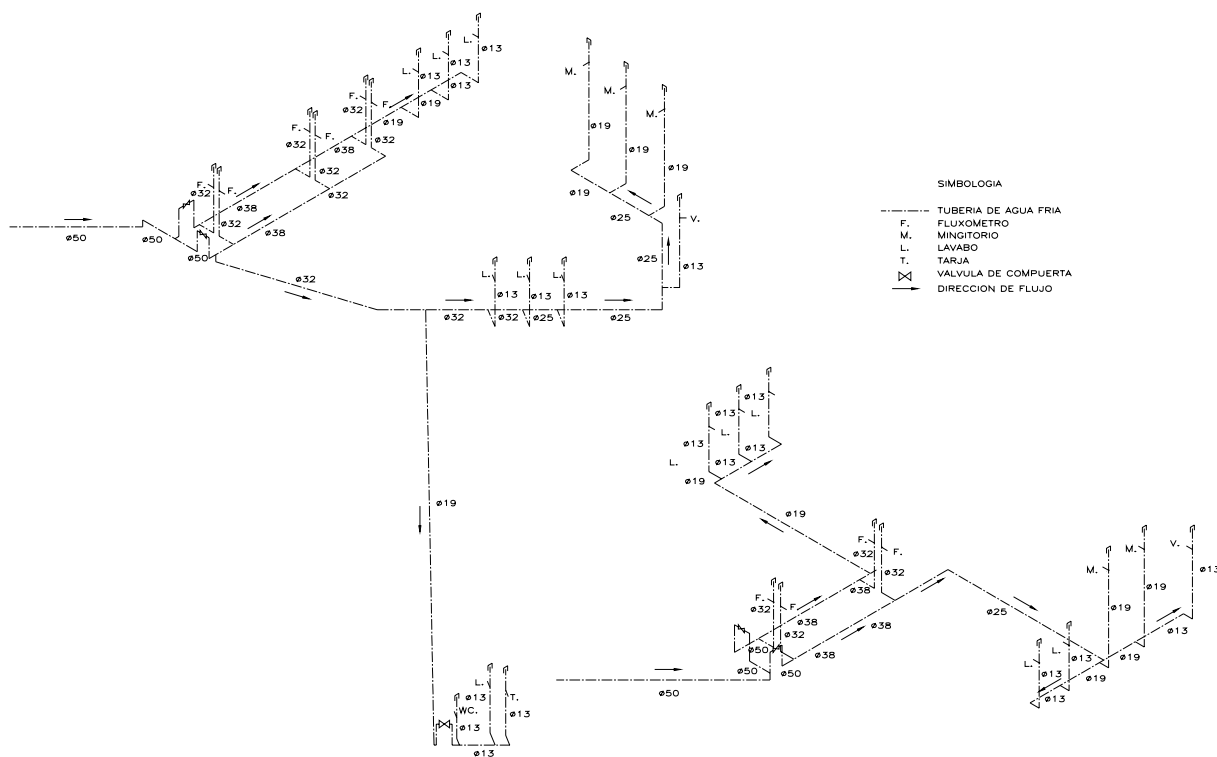 L.
ø13
L.
L.
ø13
L.
ø13
ø13
F.
F.
ø32
ø19
ø19
F.
F.
ø32
ø38
ø32
F.
F.
ø32
ø38
ø32
ø32
ø32
ø38
ø50
ø50
ø50
ø32
M.
M.
M.
ø19
ø19
ø19
ø19
ø25
V.
ø25
ø13
L.
L.
L.
ø13
ø13
ø13
ø32
ø32
ø25
ø25
SIMBOLOGIA
TUBERIA DE AGUA FRIA
F. FLUXOMETRO
M. MINGITORIO
L. LAVABO
T. TARJA
VALVULA DE COMPUERTA
DIRECCION DE FLUJO
ø19
WC.
ø13
L.
ø13
T.
ø13
ø13
ø13
ø13
L.
L.
ø13
ø13
ø13
L.
ø19
ø19
F.
F.
ø32
ø32
ø38
F.
F.
ø32
ø38
ø32
ø38
ø38
ø50
ø50
ø50
ø50
ø25
M.
M.
V.
ø13
ø19
ø19
ø13
L.
L.
ø13
ø13
ø19
ø19
ø13